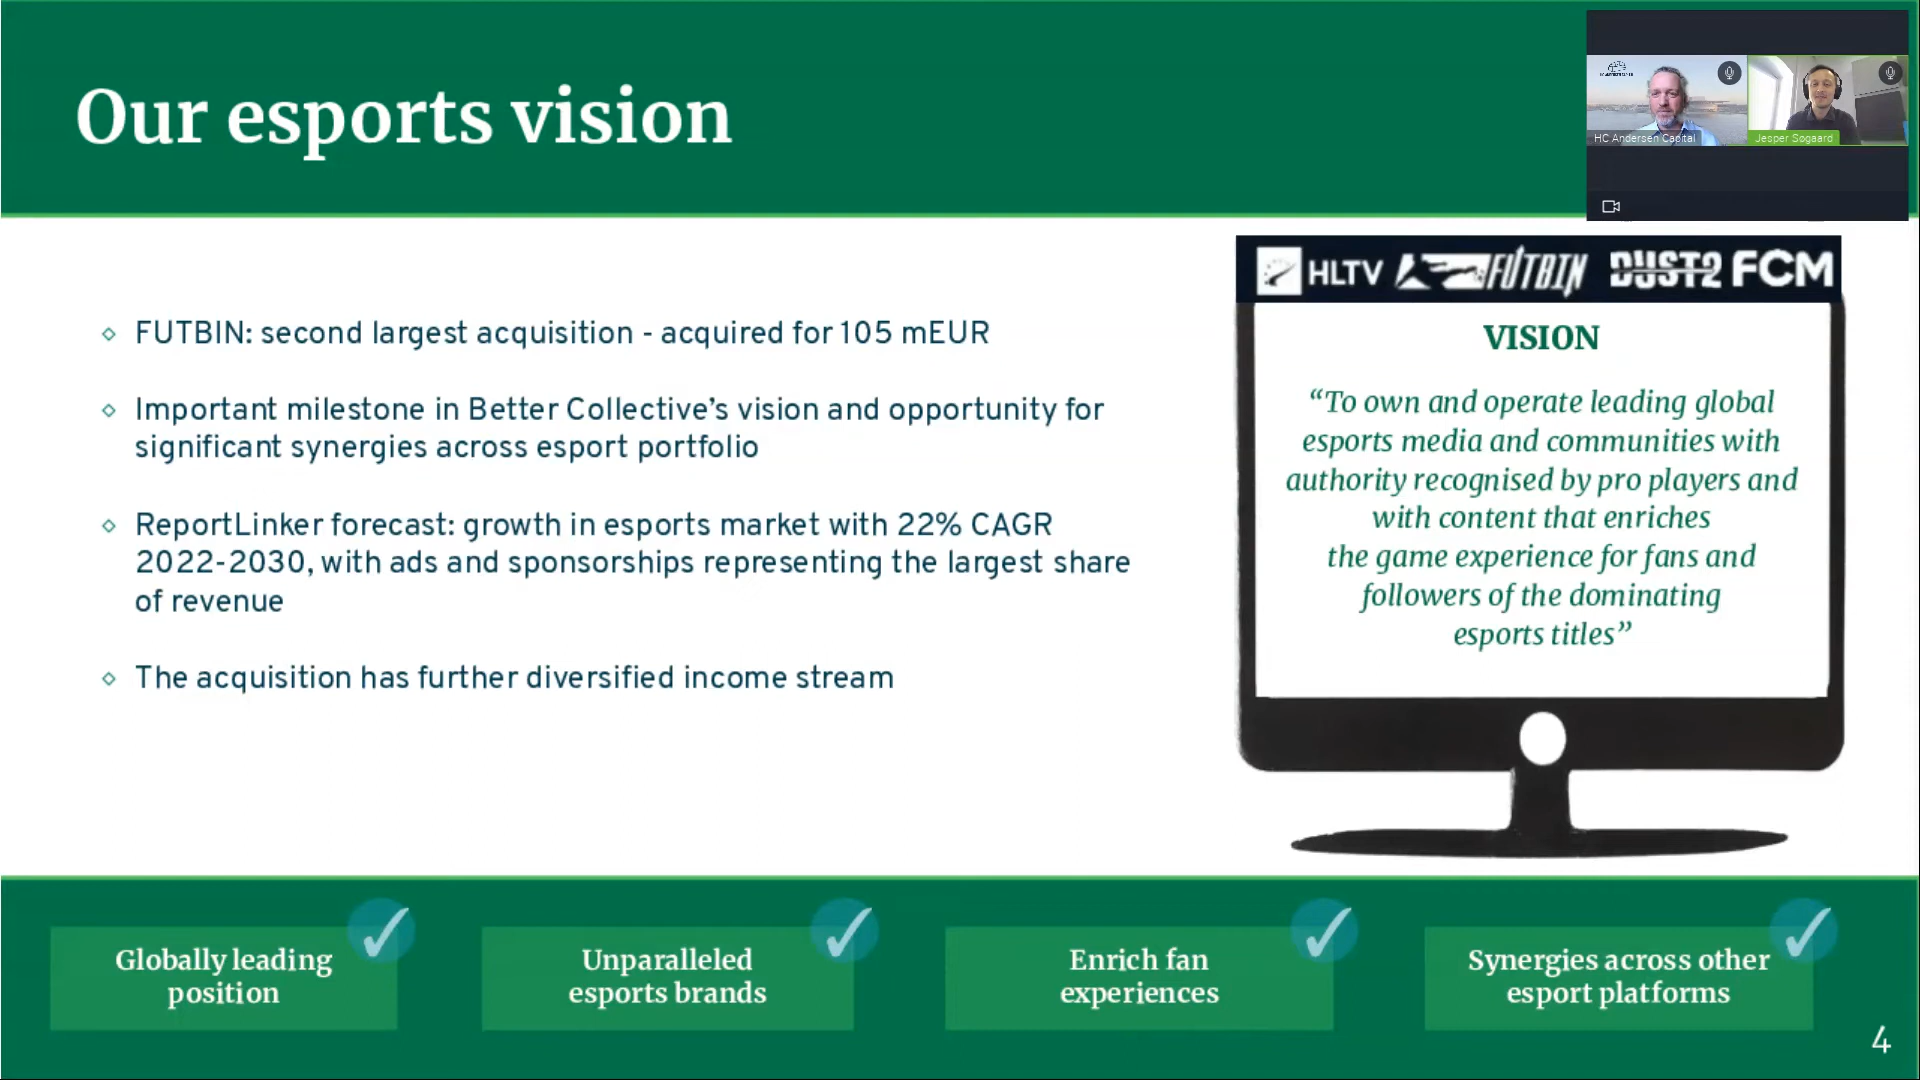 Our esports vision
HC Andersen Capital
Jesper Søgaard
HLTV FUTBIN DUST2 FCM
◇ FUTBIN: second largest acquisition - acquired for 105 mEUR
◇ Important milestone in Better Collective’s vision and opportunity for
significant synergies across esport portfolio
◇ ReportLinker forecast: growth in esports market with 22% CAGR
2022-2030, with ads and sponsorships representing the largest share
of revenue
◇ The acquisition has further diversified income stream
VISION
“To own and operate leading global
esports media and communities with
authority recognised by pro players and
with content that enriches
the game experience for fans and
followers of the dominating
esports titles”
Globally leading
position
Unparalleled
esports brands
Enrich fan
experiences
Synergies across other
esport platforms
4